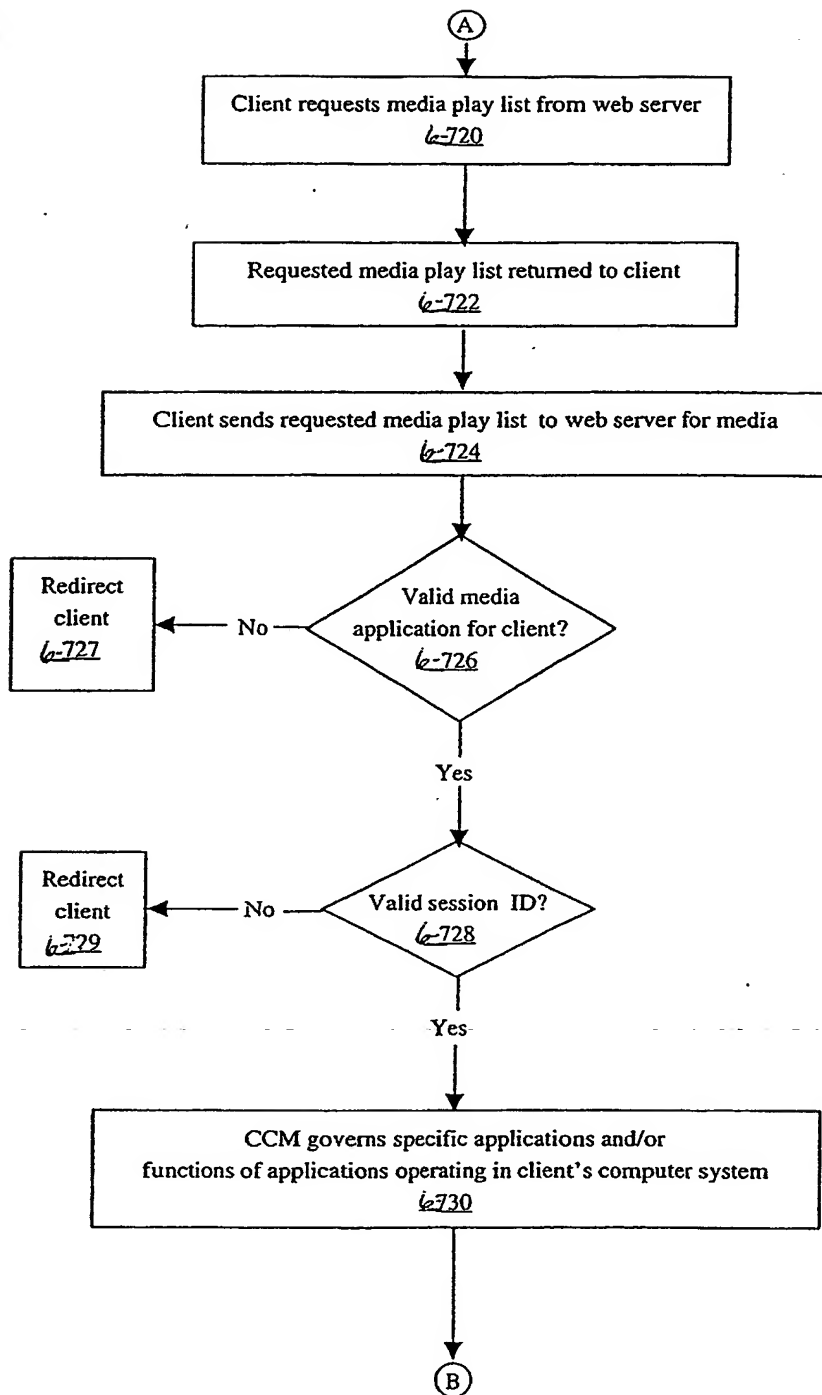 A
Client requests media play list from web server
6-720
Requested media play list returned to client
6-722
Client sends requested media play list to web server for media
6-724
Redirect
client
6-727
No
Valid media
application for client?
6-726
Yes
Redirect
client
6-729
No
Valid session ID?
6-728
Yes
CCM governs specific applications and/or
functions of applications operating in client's computer system
6-730
B